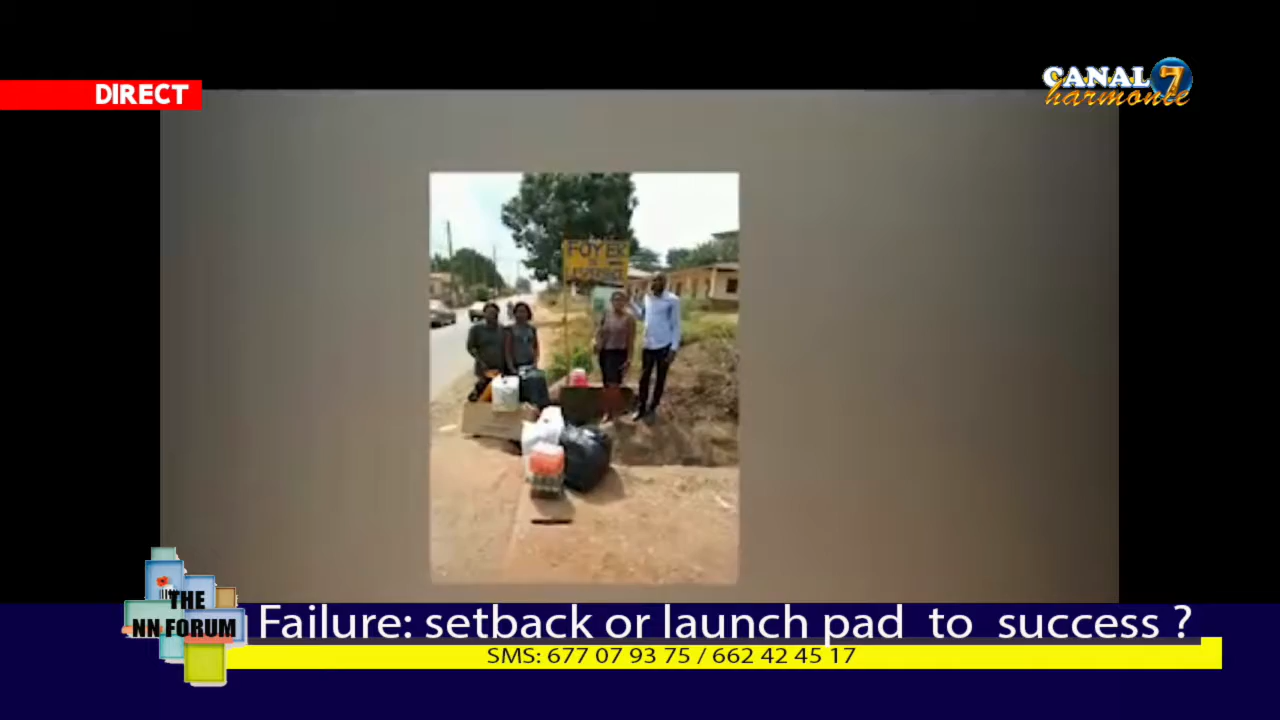 DIRECT
CANAL 7
harmonie
FOYER
THE
NN FORUM
Failure: setback or launch pad to success ?
SMS: 677 07 93 75 / 662 42 45 17